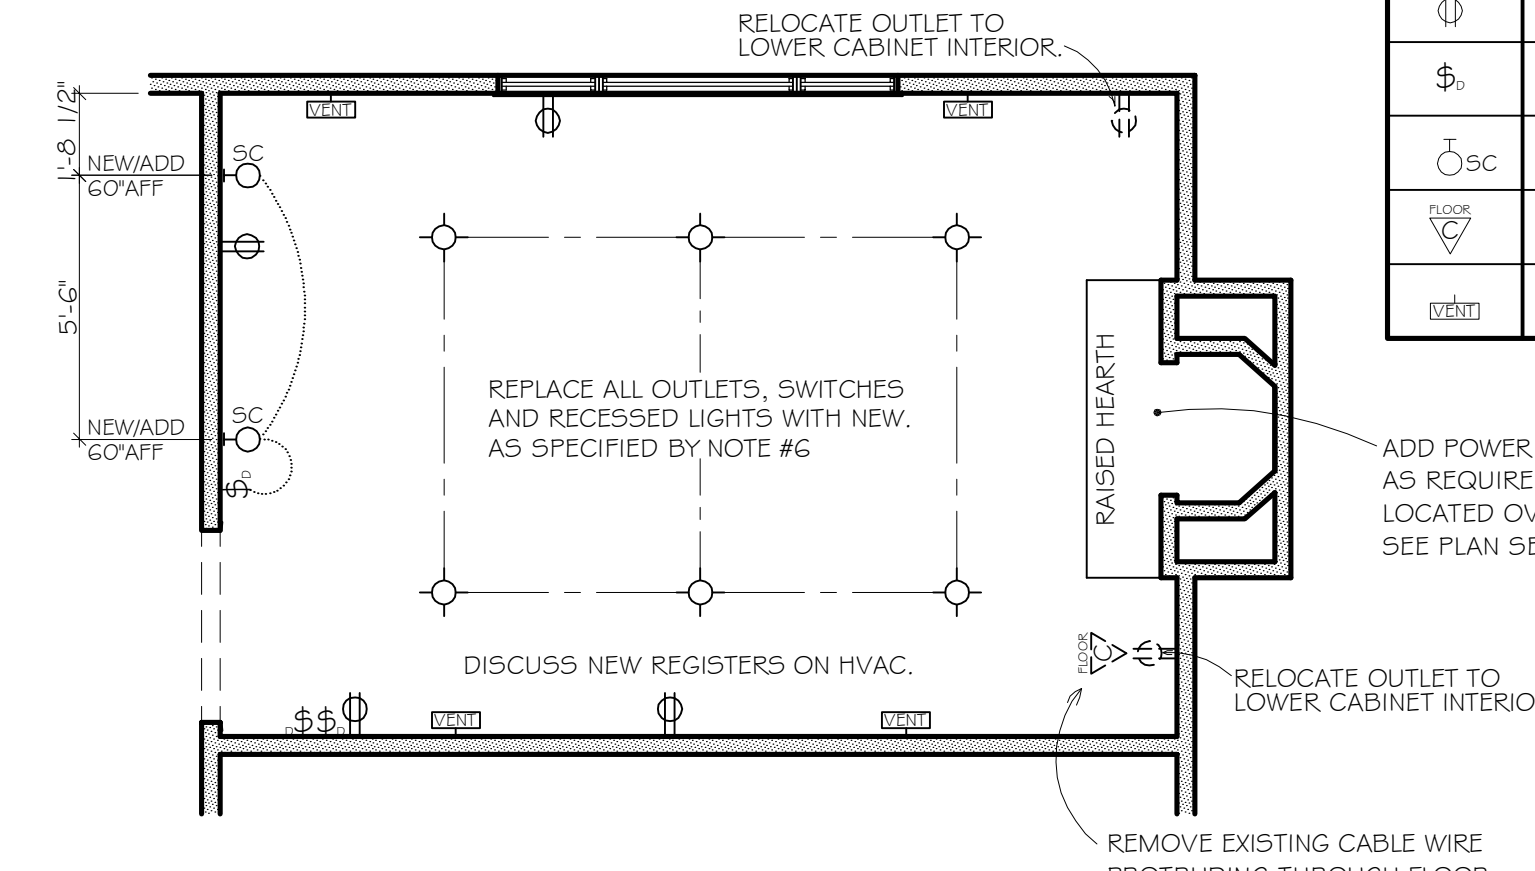 RELOCATE OUTLET TO
LOWER CABINET INTERIOR.
1'-8 1/2"
5'-6"
NEW/ADD
60"AFF
SC
VENT
VENT
NEW/ADD
60"AFF
SC
$D
REPLACE ALL OUTLETS, SWITCHES
AND RECESSED LIGHTS WITH NEW.
AS SPECIFIED BY NOTE #6
RAISED HEARTH
DISCUSS NEW REGISTERS ON HVAC.
D$$D
VENT
VENT
FLOOR
C
$D
SC
FLOOR
C
VENT
ADD POWER
AS REQUIRE
LOCATED OV
SEE PLAN SE
RELOCATE OUTLET TO
LOWER CABINET INTERIO
REMOVE EXISTING CABLE WIRE
PROTRUDING THROUGH FLOOR